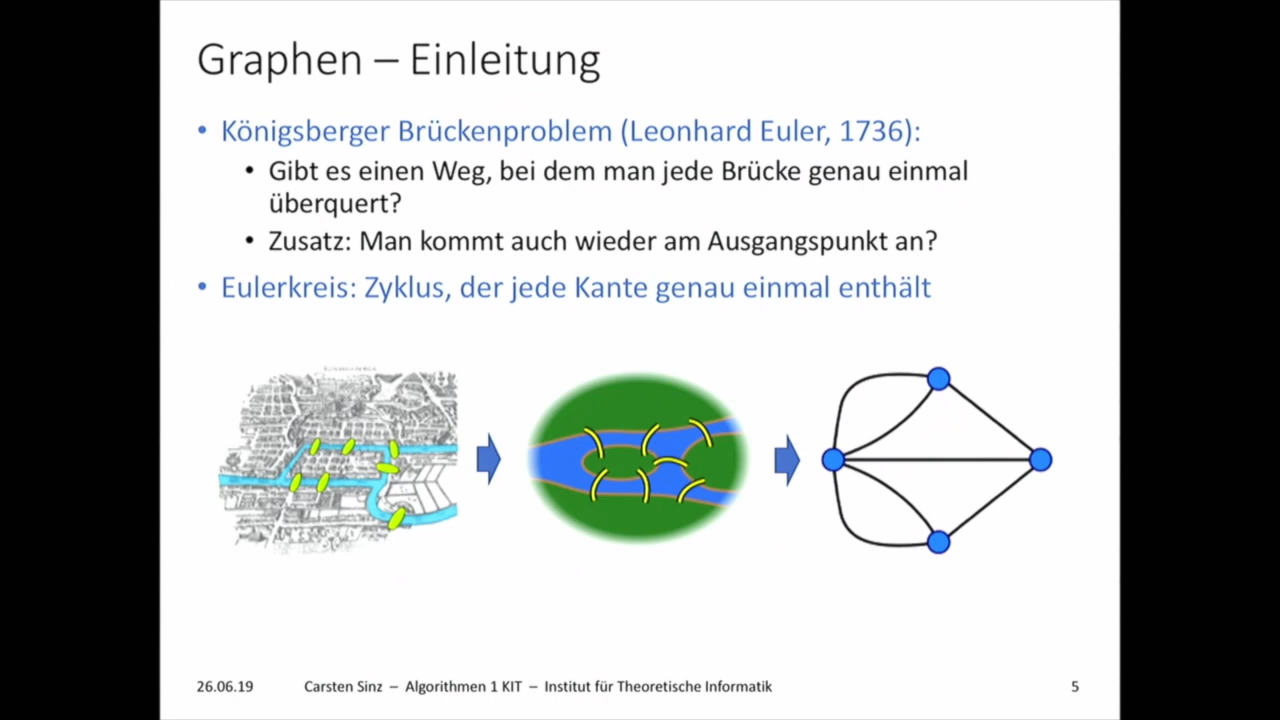 Graphen – Einleitung
• Königsberger Brückenproblem (Leonhard Euler, 1736):
• Gibt es einen Weg, bei dem man jede Brücke genau einmal
überquert?
• Zusatz: Man kommt auch wieder am Ausgangspunkt an?
• Eulerkreis: Zyklus, der jede Kante genau einmal enthält
26.06.19 Carsten Sinz – Algorithmen 1 KIT – Institut für Theoretische Informatik 5